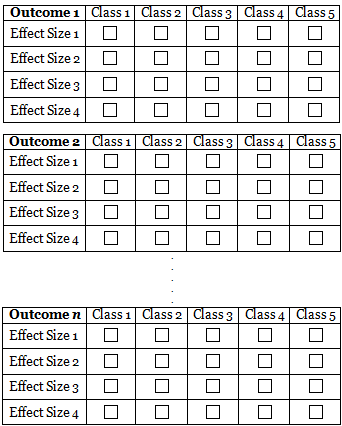 Outcome 1 Class 1 Class 2 Class 3 Class 4 Class 5
Effect Size 1
Effect Size 2
Effect Size 3
Effect Size 4
Outcome 2 Class 1 Class 2 Class 3 Class 4 Class 5
Effect Size 1
Effect Size 2
Effect Size 3
Effect Size 4
Outcome n Class 1 Class 2 Class 3 Class 4 Class 5
Effect Size 1
Effect Size 2
Effect Size 3
Effect Size 4